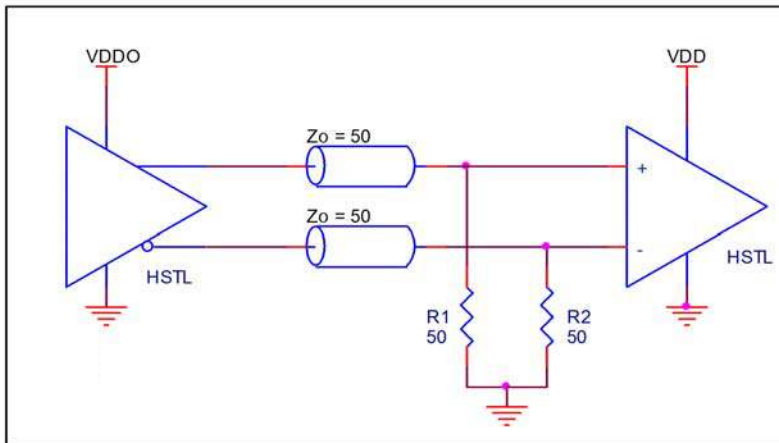 VDDO
VDD
Zo = 50
+
Zo = 50
-
HSTL
HSTL
R1
50
R2
50